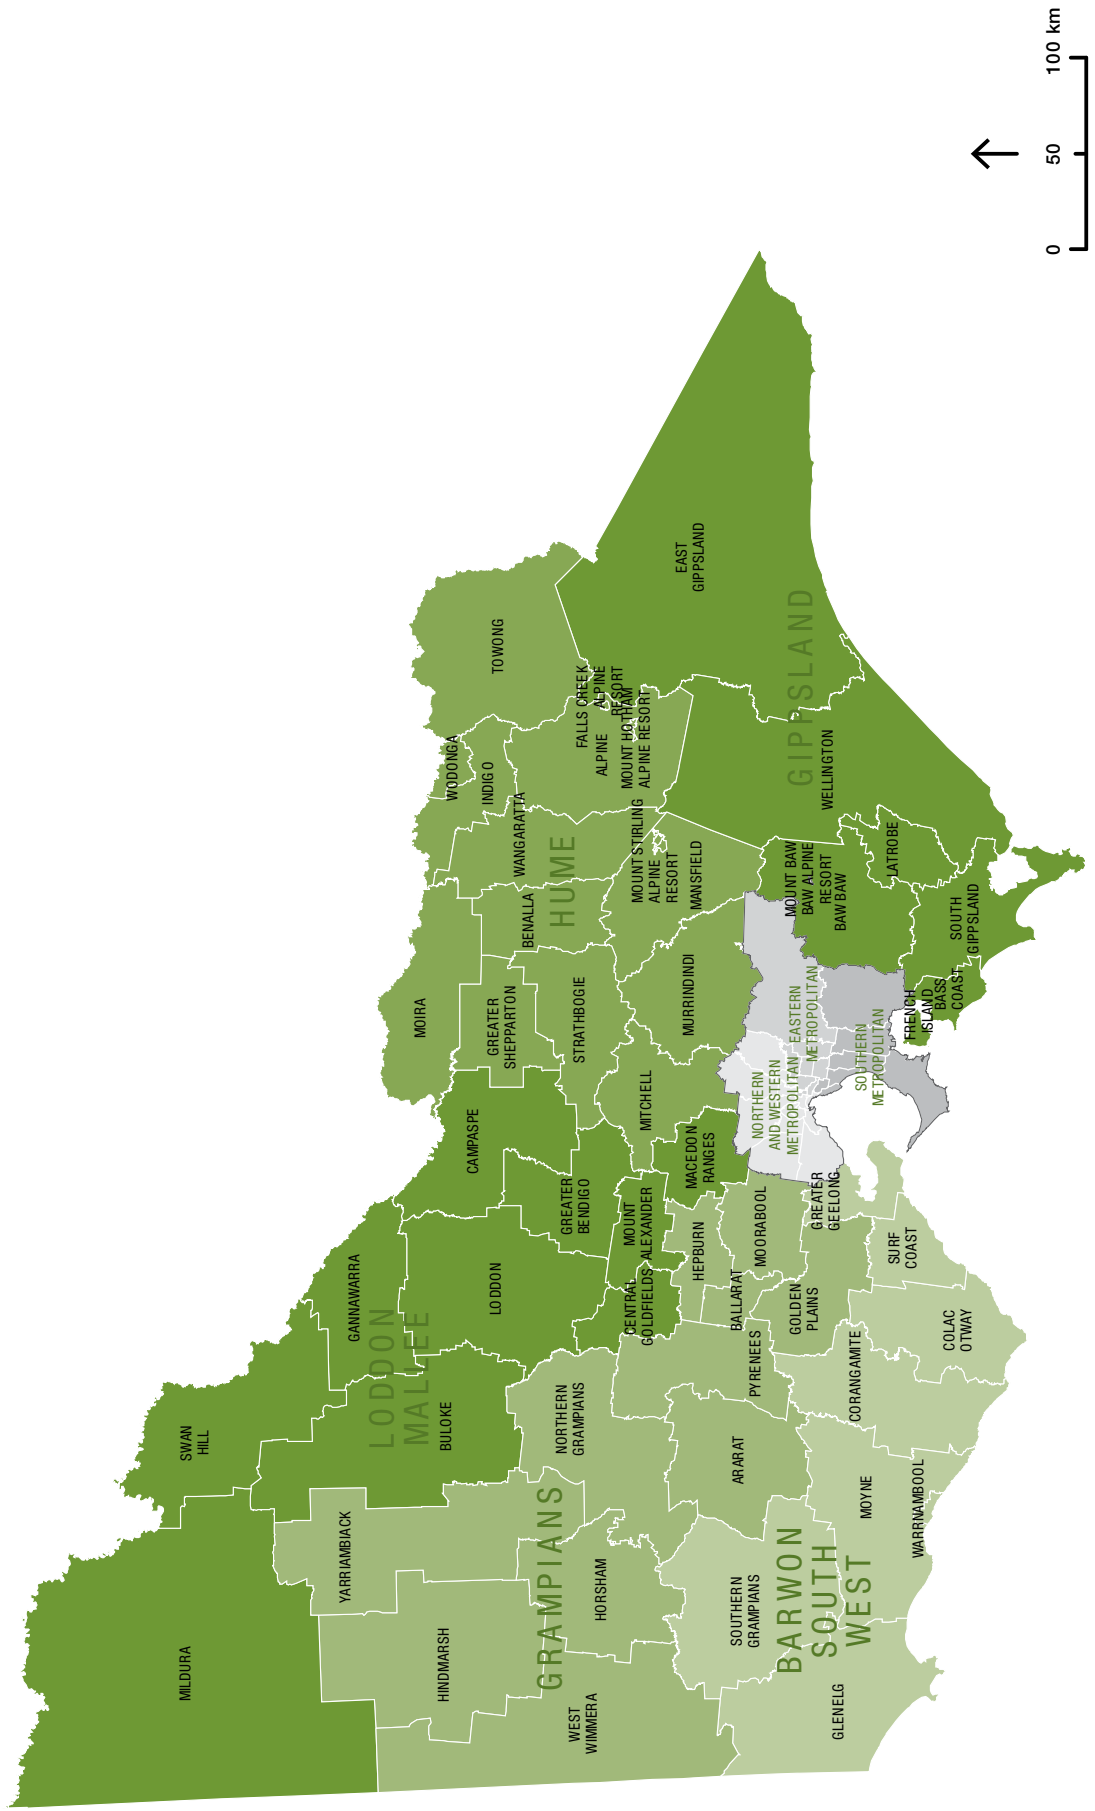 MILDURA
SWAN
HILL
GANNAWARRA
LODDON
MALLEE
BULOKE
LODDON
CAMPASPE
GREATER
BENDIGO
MOUNT
ALEXANDER
CENTRAL
GOLDFIELDS
MACEDON
RANGES
YARRIAMBIACK
HINDMARSH
WEST
WIMMERA
GRAMPIANS
HORSHAM
NORTHERN
GRAMPIANS
ARARAT
PYRENEES
HEPBURN
BALLARAT
MOORABOOL
GOLDEN
PLAINS
SOUTHERN
GRAMPIANS
BARWON
SOUTH
WEST
GLENELG
MOYNE
WARRNAMBOOL
CORANGAMITE
COLAC
OTWAY
SURF
COAST
GREATER
GEELONG
MOIRA
GREATER
SHEPPARTON
STRATHBOGIE
MITCHELL
MURRINDINDI
BENALLA
HUME
WANGARATTA
WODONGA
INDIGO
TOWONG
ALPINE
FALLS CREEK
ALPINE
RESORT
MOUNT HOTHAM
ALPINE RESORT
MOUNT STIRLING
ALPINE
RESORT
MANSFIELD
NORTHERN
AND WESTERN
METROPOLITAN
EASTERN
METROPOLITAN
SOUTHERN
METROPOLITAN
MOUNT BAW
BAW ALPINE
RESORT
BAW BAW
LATROBE
WELLINGTON
GIPPSLAND
EAST
GIPPSLAND
SOUTH
GIPPSLAND
BASS
COAST
FRENCH
ISLAND
0 50 100 km